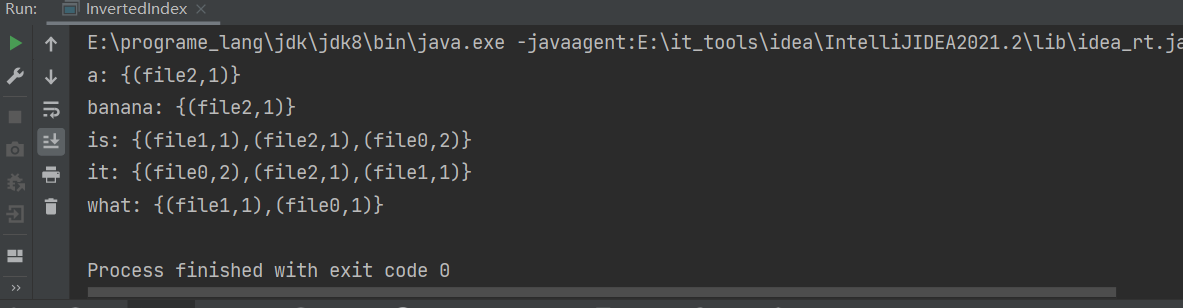 Run: InvertedIndex ×
E:\programe_lang\jdk\jdk8\bin\java.exe -javaagent:E:\it_tools\idea\IntelliJIDEA2021.2\lib\idea_rt.ja
a: {(file2,1)}
banana: {(file2,1)}
is: {(file1,1),(file2,1),(file0,2)}
it: {(file0,2),(file2,1),(file1,1)}
what: {(file1,1),(file0,1)}
Process finished with exit code 0